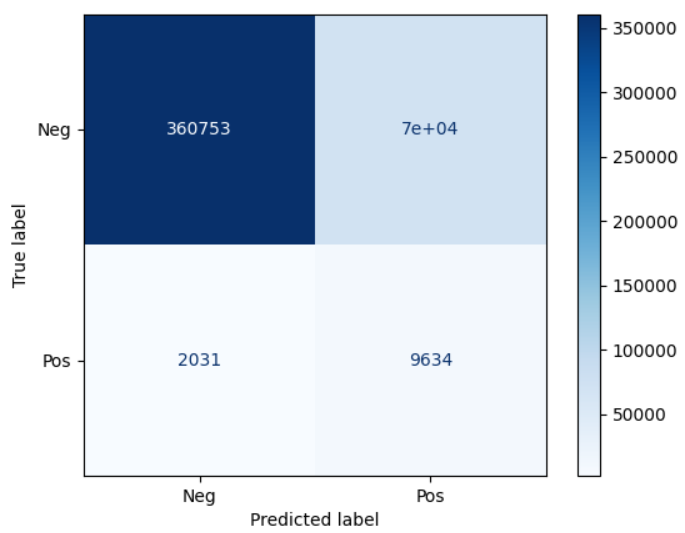 360753
7e+04
2031
9634
Neg
Pos
True label
Neg
Pos
Predicted label
350000
300000
250000
200000
150000
100000
50000